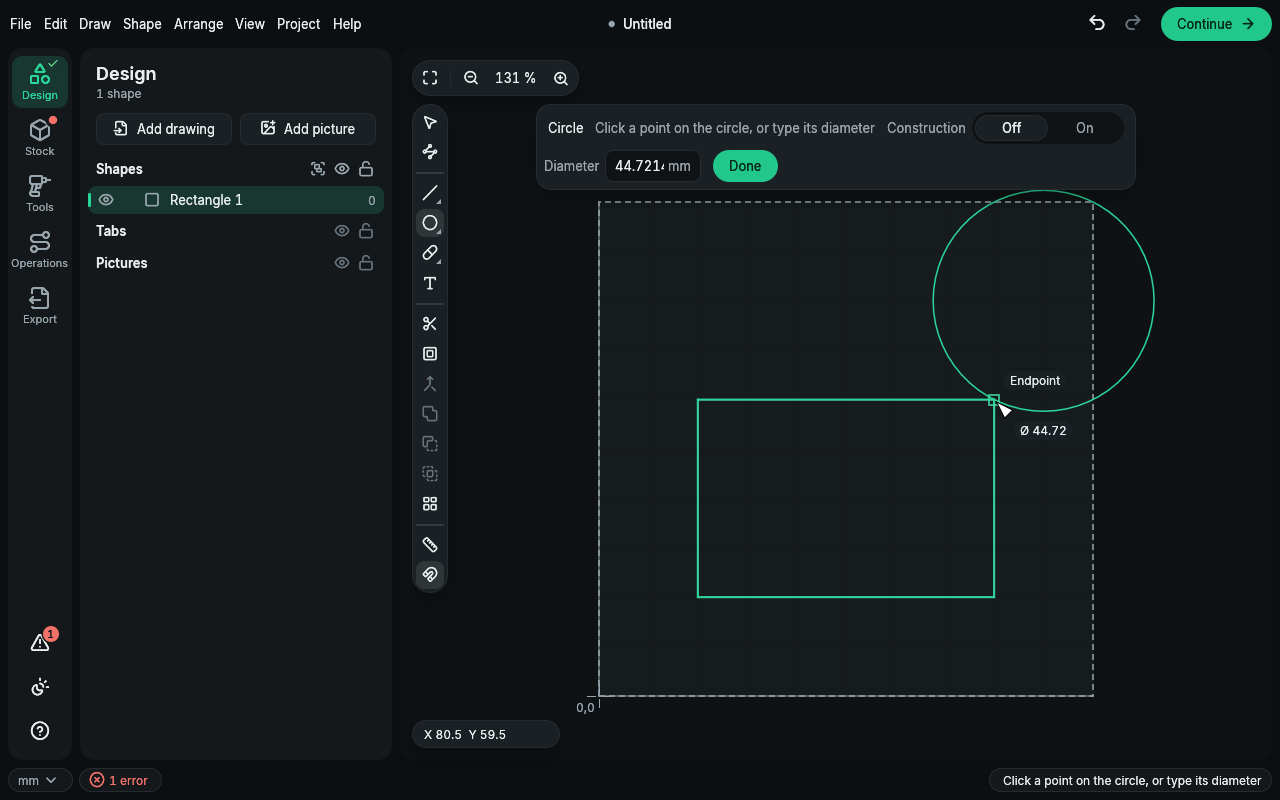 File Edit Draw Shape Arrange View Project Help
Untitled
Continue
Design
Stock
Tools
Operations
Export
1
Design
1 shape
Add drawing
Add picture
Shapes
Rectangle 1
0
Tabs
Pictures
131 %
Circle Click a point on the circle, or type its diameter Construction Off On
Diameter 44.7214 mm Done
Endpoint
Ø 44.72
0,0
X 80.5 Y 59.5
mm
1 error
Click a point on the circle, or type its diameter